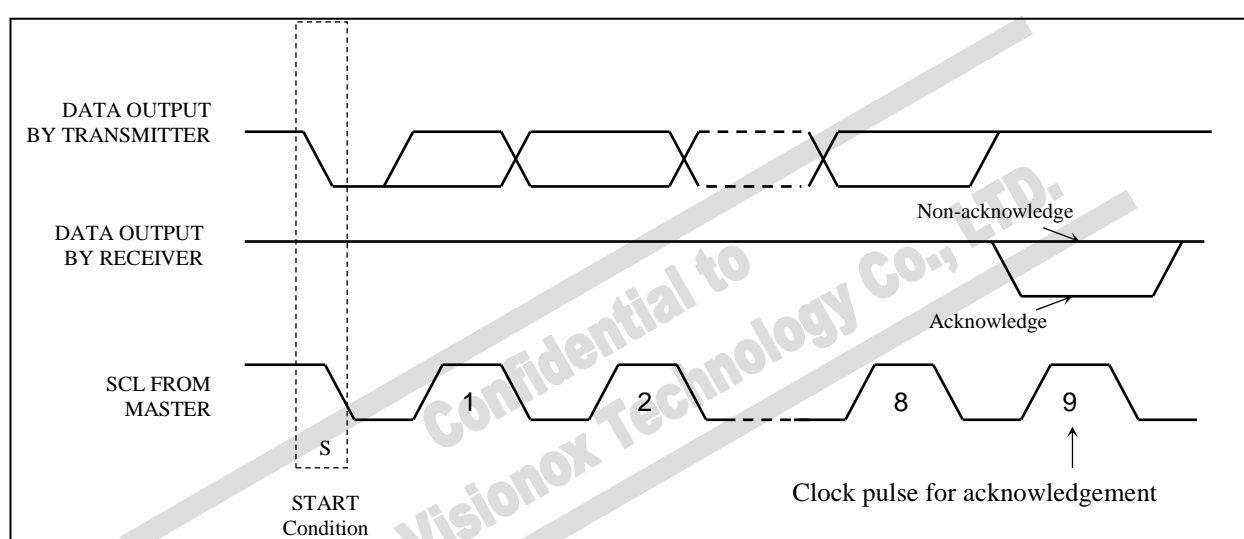 DATA OUTPUT
BY TRANSMITTER
Non-acknowledge
DATA OUTPUT
BY RECEIVER
Acknowledge
SCL FROM
MASTER
1
2
8
9
S
START
Condition
Clock pulse for acknowledgement
Confidential to
Visionox Technology Co., LTD.